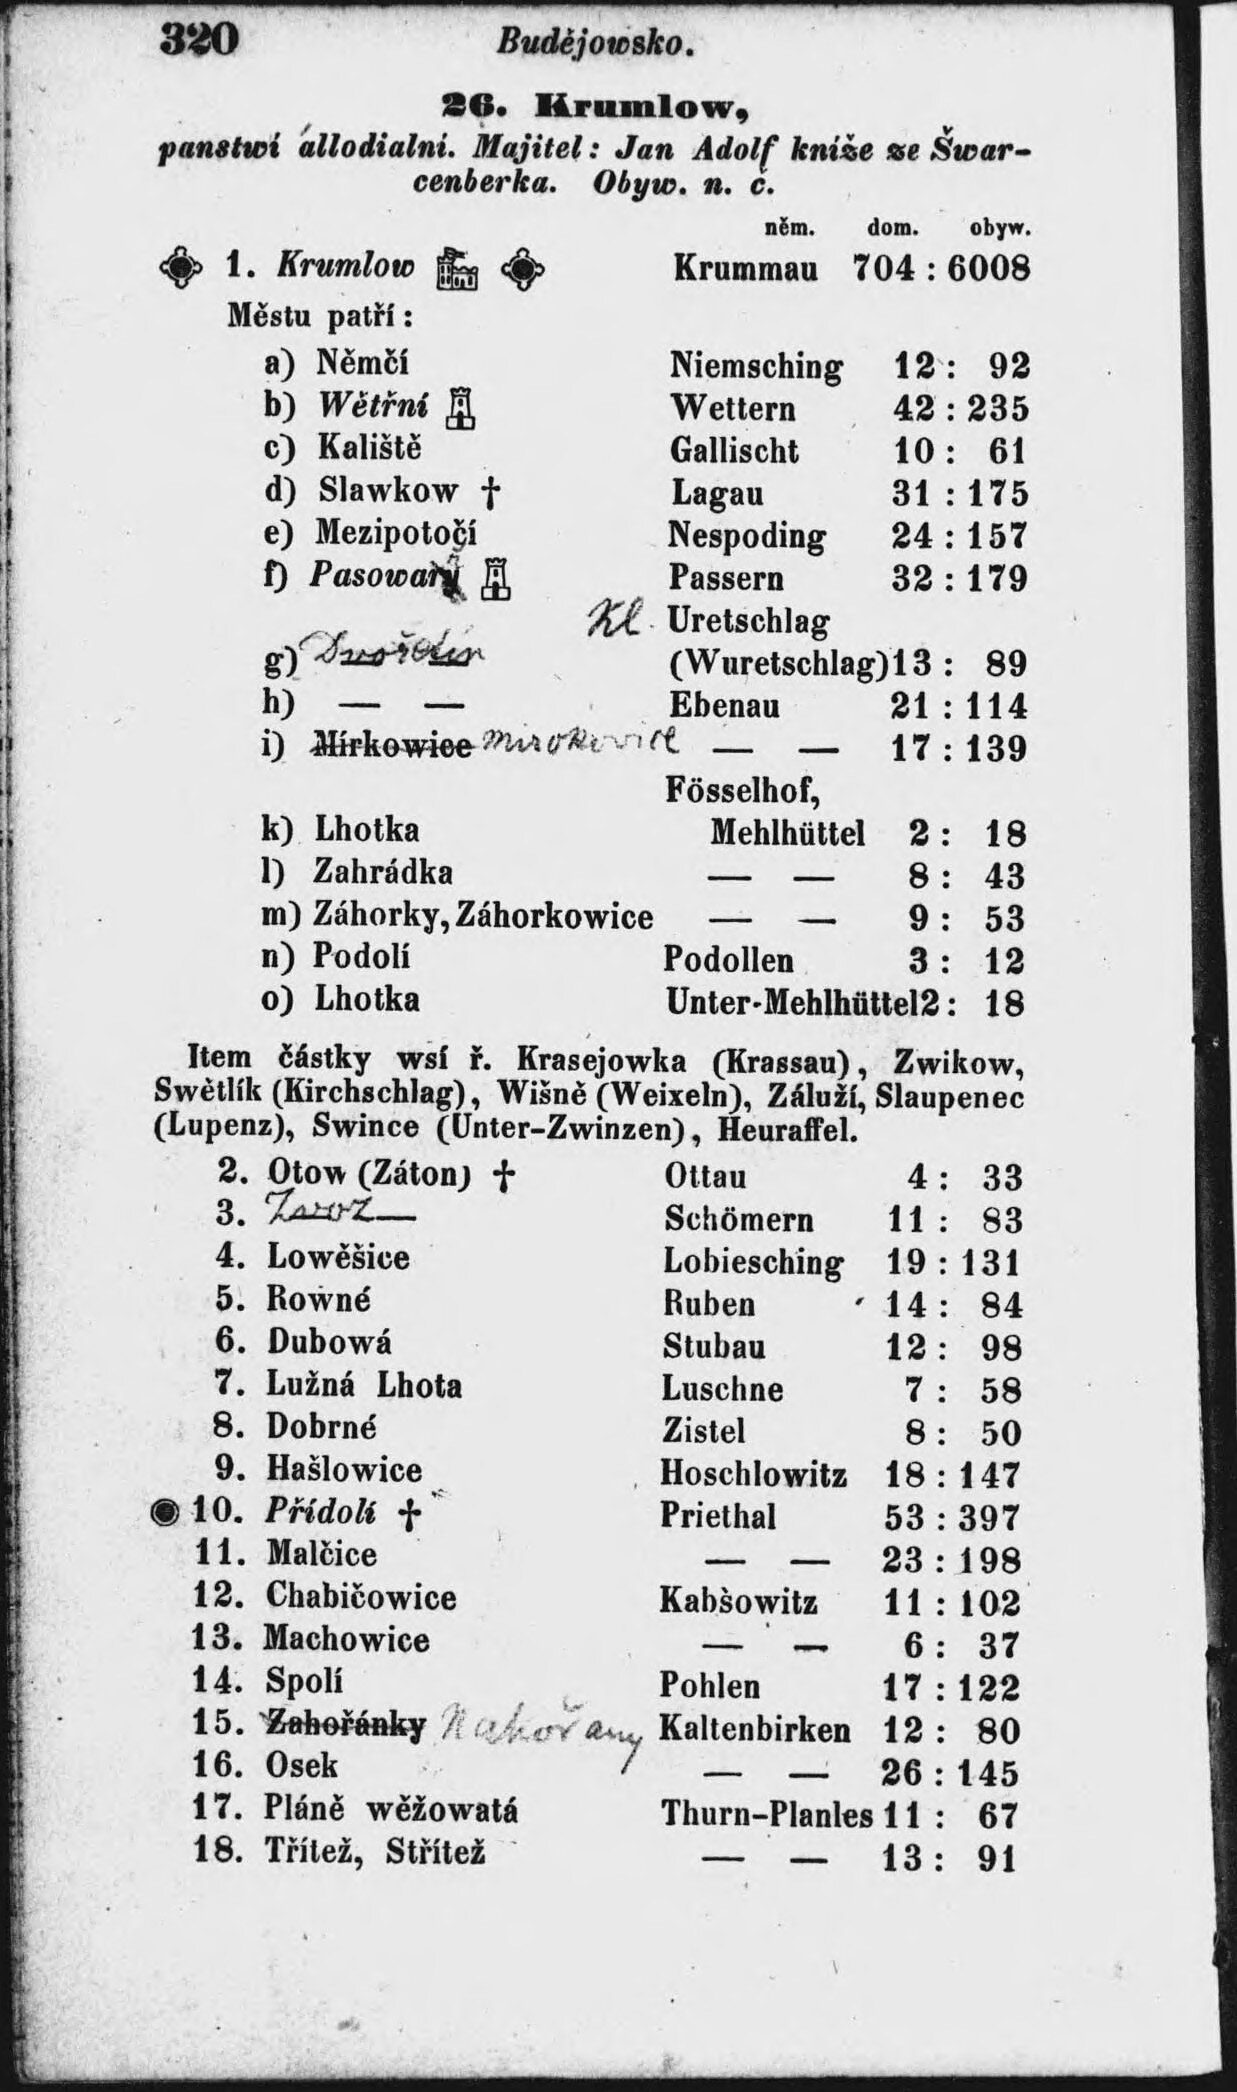 320 Budějowsko.
26. Krumlow,
panstwí allodialní. Majitel: Jan Adolf kníže ze Šwar-
cenberka. Obyw. n. č.
něm. dom. obyw.
1. Krumlow Krummau 704 : 6008
Městu patří :
a) Němčí Niemsching 12 : 92
b) Wětřní Wettern 42 : 235
c) Kaliště Gallischt 10 : 61
d) Slawkow † Lagau 31 : 175
e) Mezipotočí Nespoding 24 : 157
f) Pasowary Passern 32 : 179
Kl. Uretschlag
g) (Wuretschlag) 13 : 89
h) — — Ebenau 21 : 114
i) Mírkowice Mirokovice — — 17 : 139
Fösselhof,
k) Lhotka Mehlhüttel 2 : 18
l) Zahrádka — — 8 : 43
m) Záhorky, Záhorkowice — — 9 : 53
n) Podolí Podollen 3 : 12
o) Lhotka Unter-Mehlhüttel 2 : 18
Item částky wsí ř. Krasejowka (Krassau), Zwikow,
Swětlík (Kirchschlag), Wišně (Weixeln), Záluží, Slaupenec
(Lupenz), Swince (Unter-Zwinzen), Heuraffel.
2. Otow (Záton) † Ottau 4 : 33
3. Schömern 11 : 83
4. Lowěšice Lobiesching 19 : 131
5. Rowné Ruben 14 : 84
6. Dubowá Stubau 12 : 98
7. Lužná Lhota Luschne 7 : 58
8. Dobrné Zistel 8 : 50
9. Hašlowice Hoschlowitz 18 : 147
10. Přídolí † Priethal 53 : 397
11. Malčice — — 23 : 198
12. Chabičowice Kabsowitz 11 : 102
13. Machowice — — 6 : 37
14. Spolí Pohlen 17 : 122
15. Zahořánky Nahořany Kaltenbirken 12 : 80
16. Osek — — 26 : 145
17. Pláně wěžowatá Thurn-Planles 11 : 67
18. Třítež, Střítež — — 13 : 91